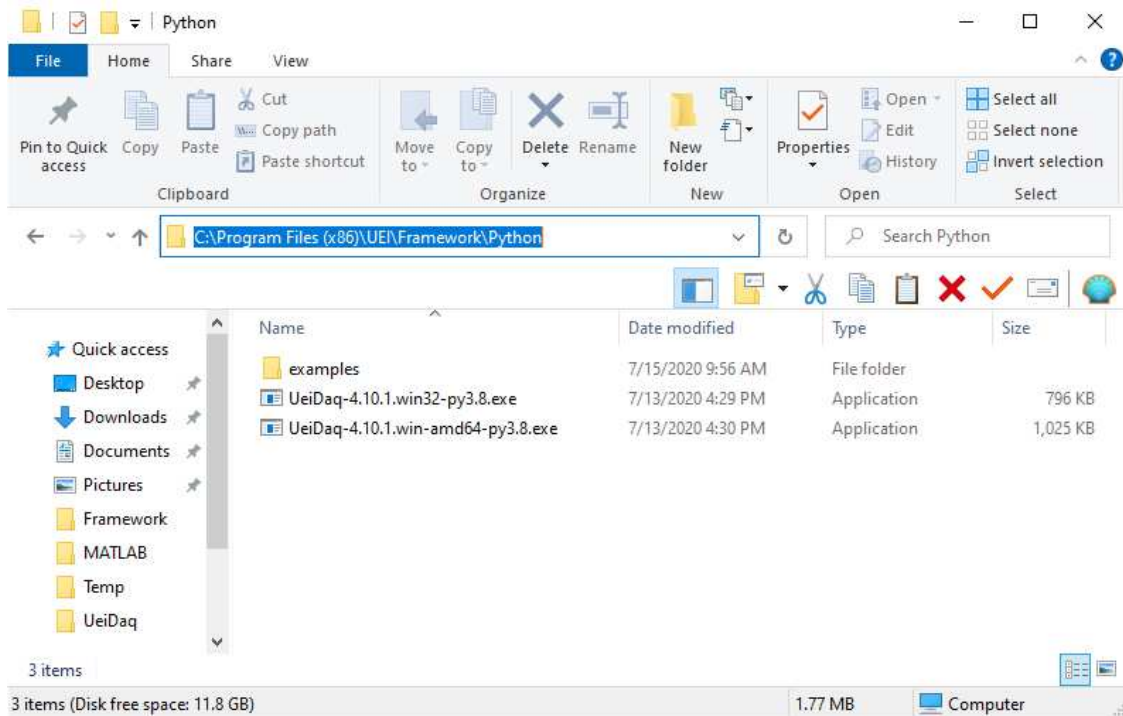 Python
File Home Share View
Pin to Quick access
Copy
Paste
Cut
Copy path
Paste shortcut
Clipboard
Move to
Copy to
Delete
Rename
Organize
New folder
New
Properties
Open
Edit
History
Open
Select all
Select none
Invert selection
Select
C:\Program Files (x86)\UEI\Framework\Python
Search Python
Name Date modified Type Size
examples 7/15/2020 9:56 AM File folder
UeiDaq-4.10.1.win32-py3.8.exe 7/13/2020 4:29 PM Application 796 KB
UeiDaq-4.10.1.win-amd64-py3.8.exe 7/13/2020 4:30 PM Application 1,025 KB
Quick access
Desktop
Downloads
Documents
Pictures
Framework
MATLAB
Temp
UeiDaq
3 items
3 items (Disk free space: 11.8 GB) 1.77 MB Computer